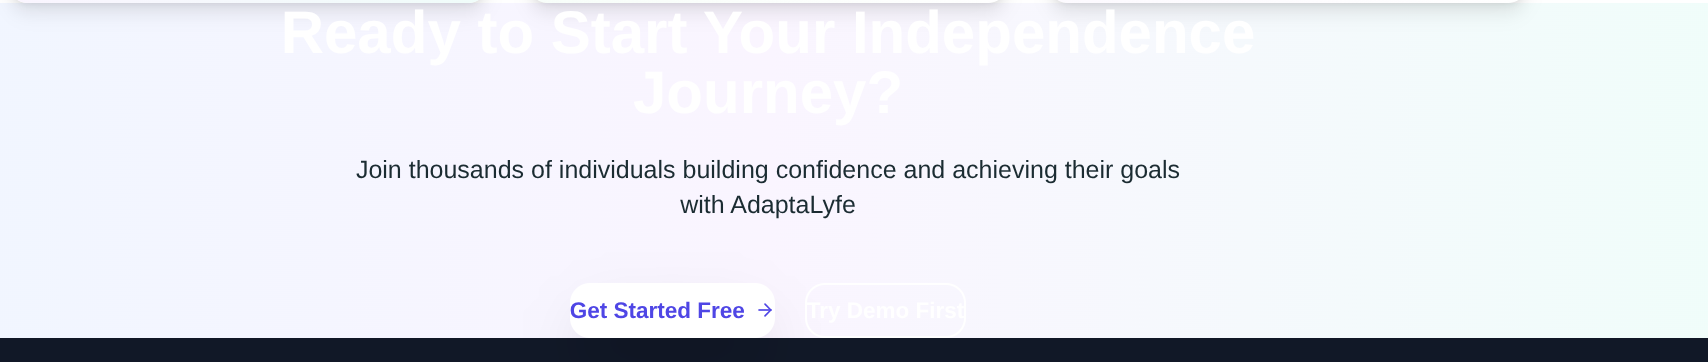 Ready to Start Your Independence
Journey?
Join thousands of individuals building confidence and achieving their goals
with AdaptaLyfe
Get Started Free
Try Demo First